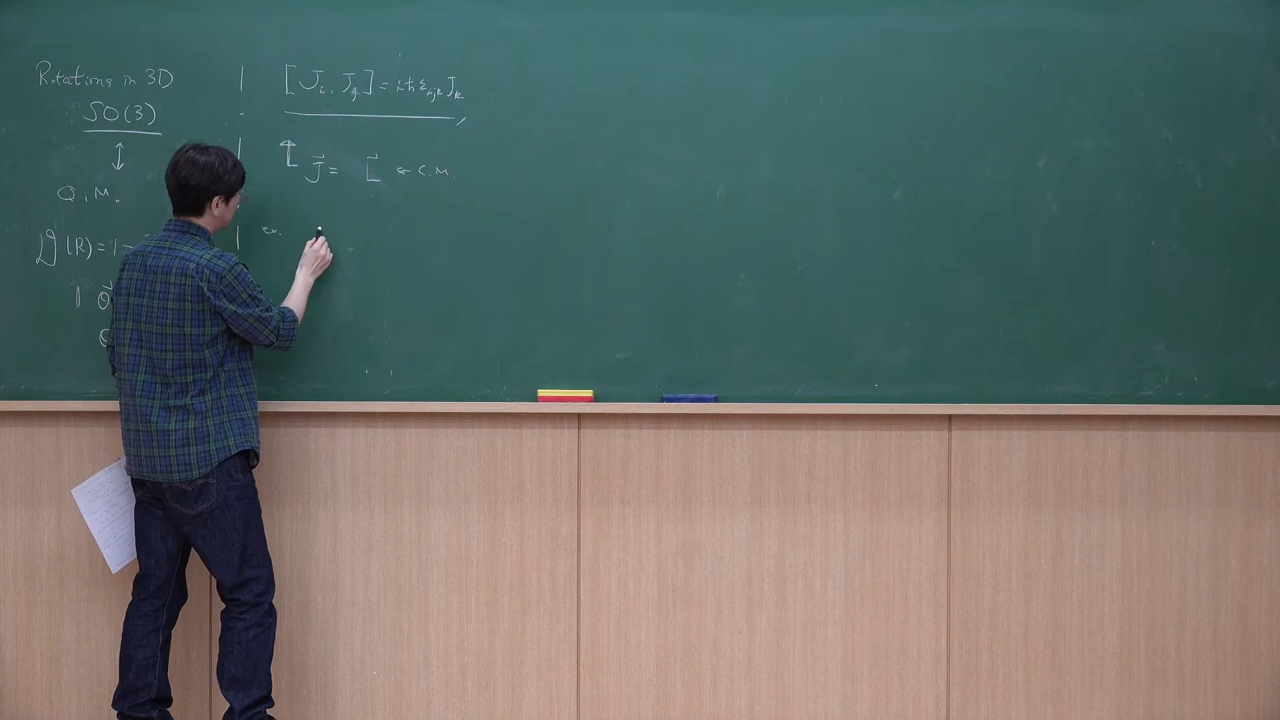 Rotations in 3D
SO(3)
↕
Q.M.
𝒟(R) = 1 −
[J_i, J_j] = iħ ε_ijk J_k
J⃗ = L⃗ ← C.M.
ex.